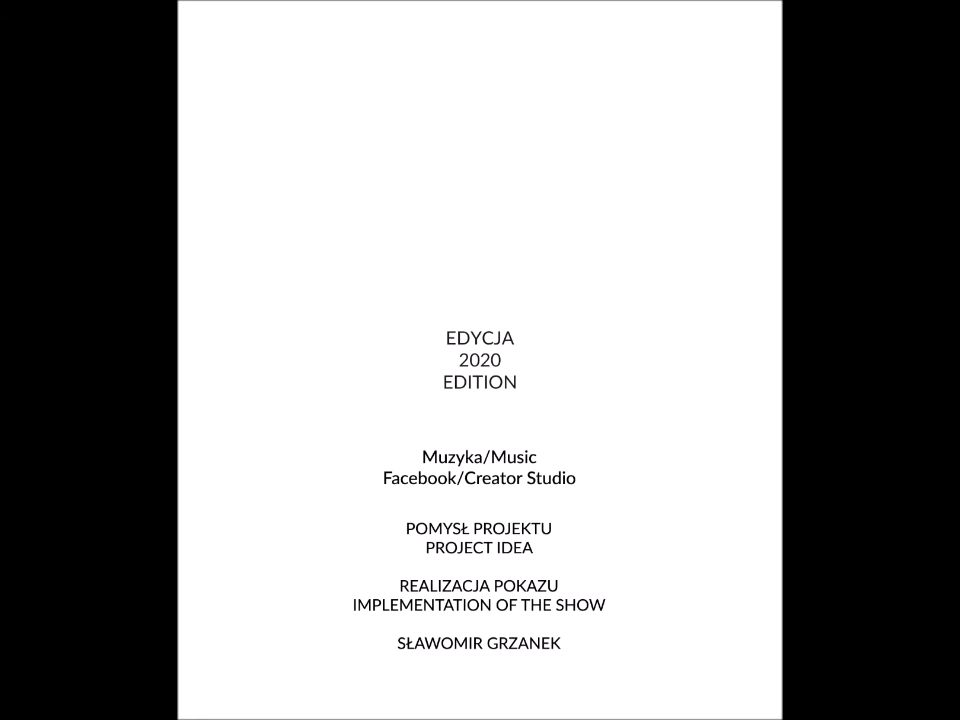 EDYCJA
2020
EDITION
Muzyka/Music
Facebook/Creator Studio
POMYSŁ PROJEKTU
PROJECT IDEA
REALIZACJA POKAZU
IMPLEMENTATION OF THE SHOW
SŁAWOMIR GRZANEK